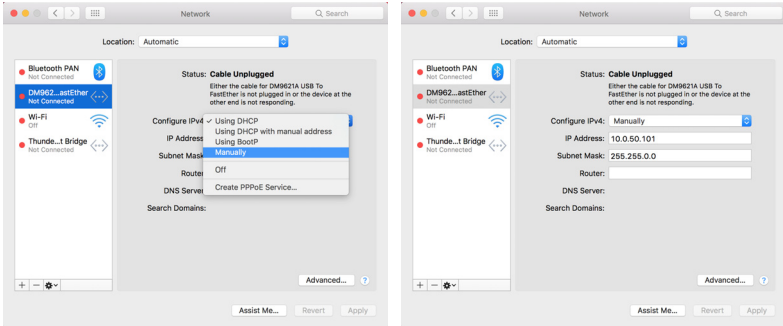 Network
Search
Location: Automatic
Bluetooth PAN
Not Connected
DM962...astEther
Not Connected
Wi-Fi
Off
Thunde...t Bridge
Not Connected
Status: Cable Unplugged
Either the cable for DM9621A USB To
FastEther is not plugged in or the device at the
other end is not responding.
Configure IPv4
✓ Using DHCP
Using DHCP with manual address
Using BootP
Manually
Off
Create PPPoE Service...
IP Address
Subnet Mask
Router
DNS Server
Search Domains:
Advanced... ?
+ −
Assist Me... Revert Apply
Network
Search
Location: Automatic
Bluetooth PAN
Not Connected
DM962...astEther
Not Connected
Wi-Fi
Off
Thunde...t Bridge
Not Connected
Status: Cable Unplugged
Either the cable for DM9621A USB To
FastEther is not plugged in or the device at the
other end is not responding.
Configure IPv4: Manually
IP Address: 10.0.50.101
Subnet Mask: 255.255.0.0
Router:
DNS Server:
Search Domains:
Advanced... ?
+ −
Assist Me... Revert Apply